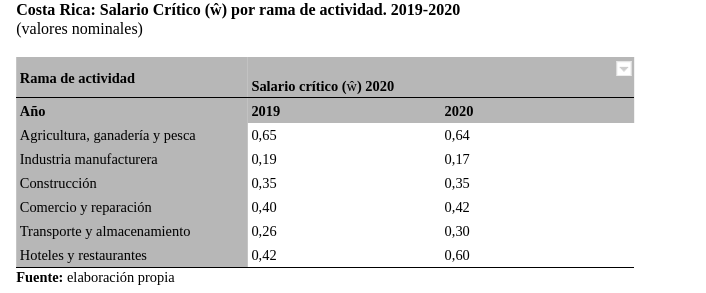 Costa Rica: Salario Crítico (ŵ) por rama de actividad. 2019-2020
(valores nominales)
Rama de actividad
Salario crítico (ŵ) 2020
Año 2019 2020
Agricultura, ganadería y pesca 0,65 0,64
Industria manufacturera 0,19 0,17
Construcción 0,35 0,35
Comercio y reparación 0,40 0,42
Transporte y almacenamiento 0,26 0,30
Hoteles y restaurantes 0,42 0,60
Fuente: elaboración propia